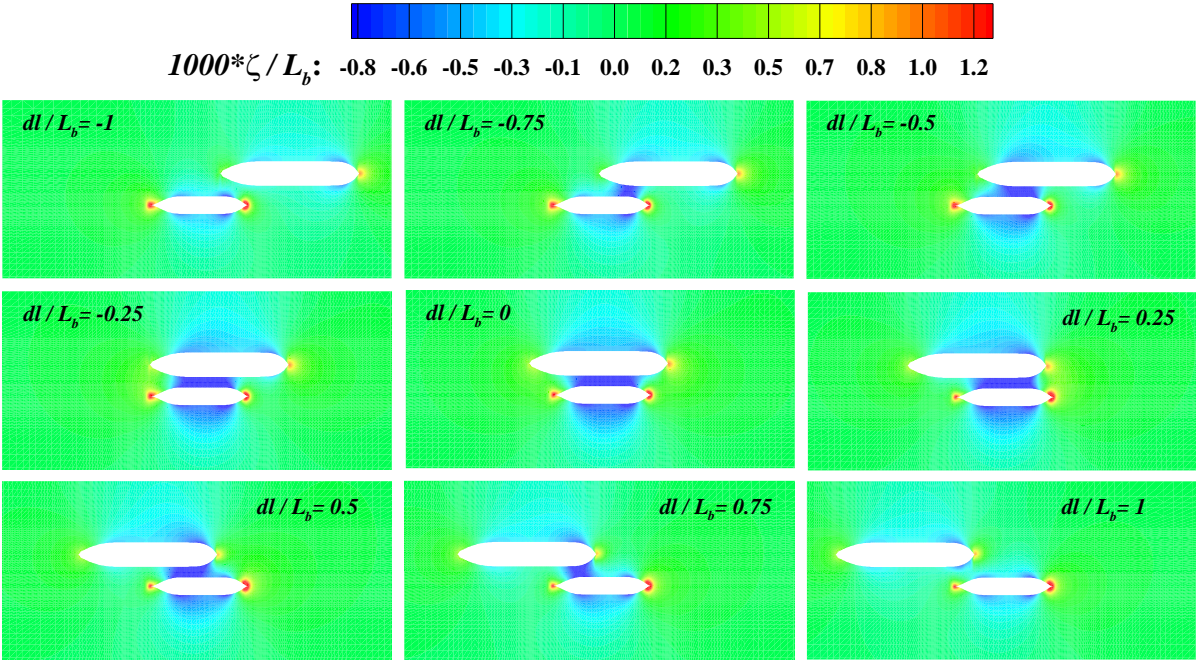 1000*ζ / L_b: -0.8 -0.6 -0.5 -0.3 -0.1 0.0 0.2 0.3 0.5 0.7 0.8 1.0 1.2
dl / L_b= -1
dl / L_b= -0.75
dl / L_b= -0.5
dl / L_b= -0.25
dl / L_b= 0
dl / L_b= 0.25
dl / L_b= 0.5
dl / L_b= 0.75
dl / L_b= 1